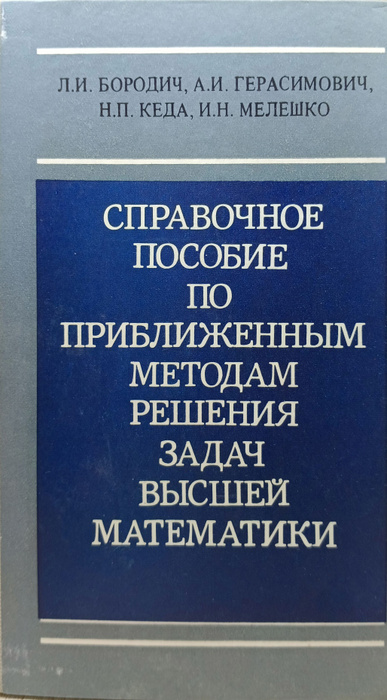 Л.И. БОРОДИЧ, А.И. ГЕРАСИМОВИЧ,
Н.П. КЕДА, И.Н. МЕЛЕШКО
СПРАВОЧНОЕ
ПОСОБИЕ
ПО
ПРИБЛИЖЕННЫМ
МЕТОДАМ
РЕШЕНИЯ
ЗАДАЧ
ВЫСШЕЙ
МАТЕМАТИКИ